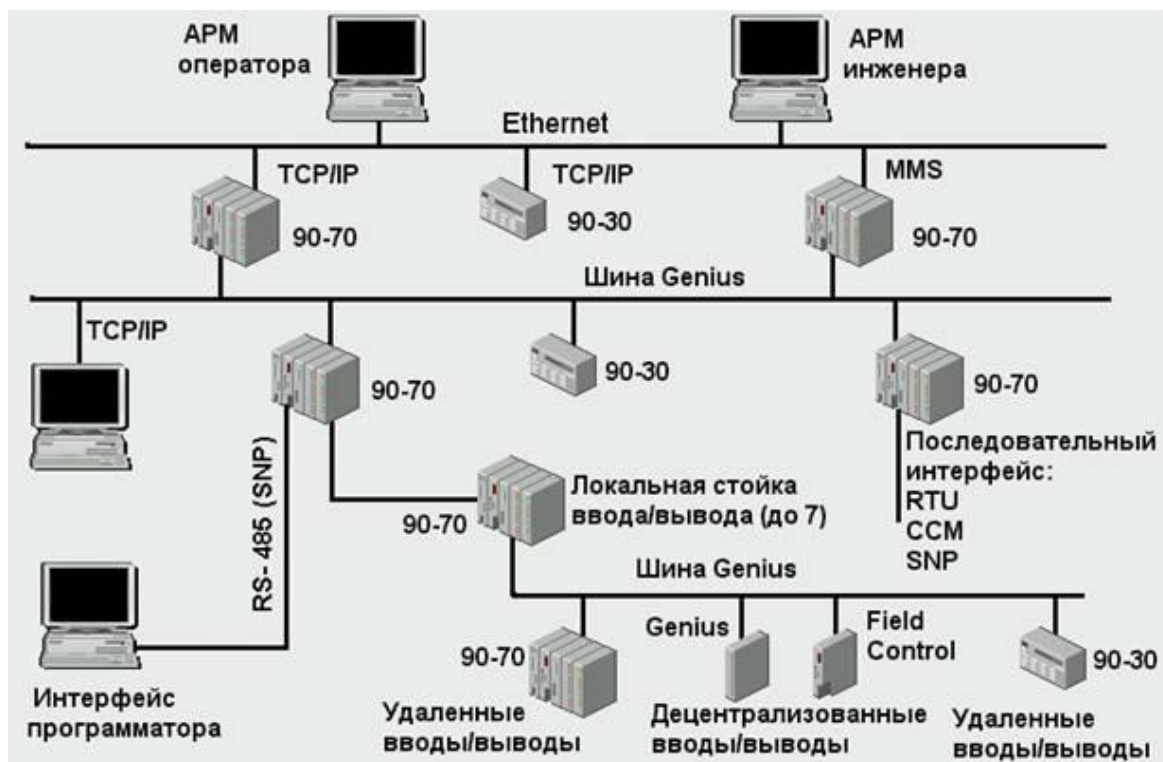 АРМ
оператора
АРМ
инженера
Ethernet
TCP/IP
TCP/IP
MMS
90-70
90-30
90-70
Шина Genius
TCP/IP
90-70
90-30
90-70
Последовательный
интерфейс:
RTU
CCM
SNP
RS- 485 (SNP)
90-70
Локальная стойка
ввода/вывода (до 7)
Шина Genius
Genius
Field
Control
90-70
90-30
Интерфейс
программатора
Удаленные
вводы/выводы
Децентрализованные
вводы/выводы
Удаленные
вводы/выводы